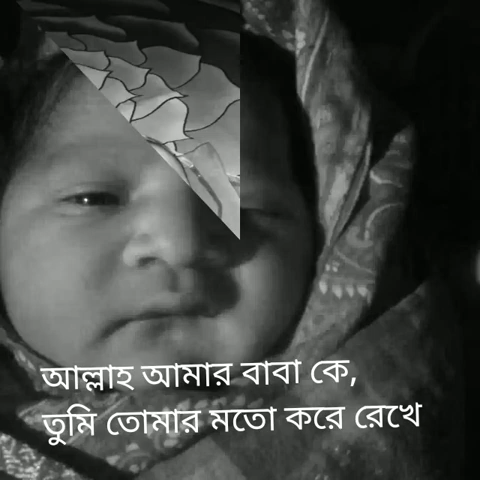 আল্লাহ আমার বাবা কে,
তুমি তোমার মতো করে রেখে